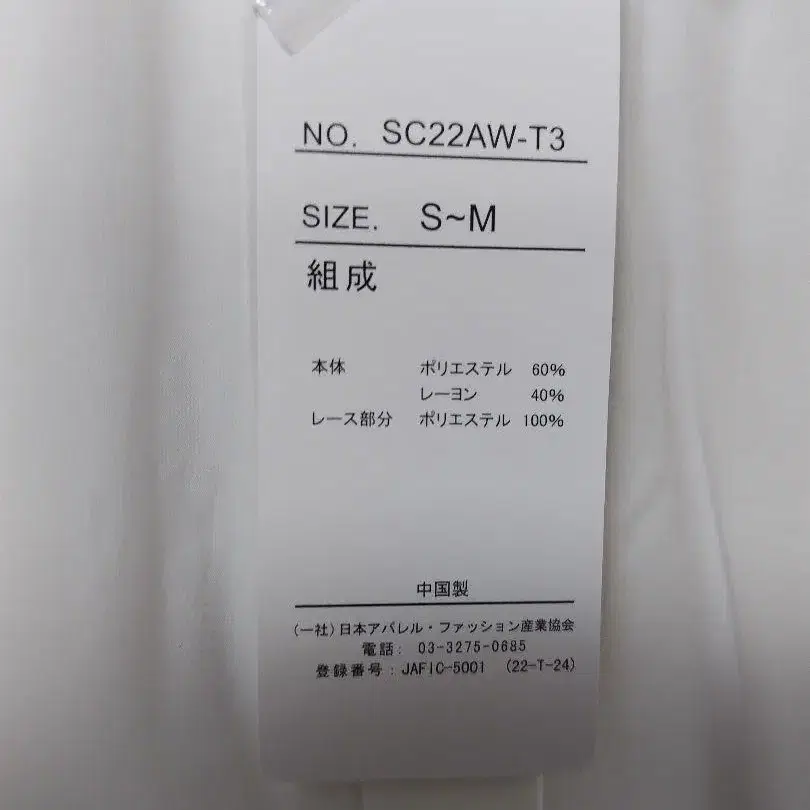 NO. SC22AW-T3
SIZE. S~M
組成
本体 ポリエステル 60%
レーヨン 40%
レース部分 ポリエステル 100%
中国製
(一社)日本アパレル・ファッション産業協会
電話: 03-3275-0685
登録番号:JAFIC-5001 (22-T-24)